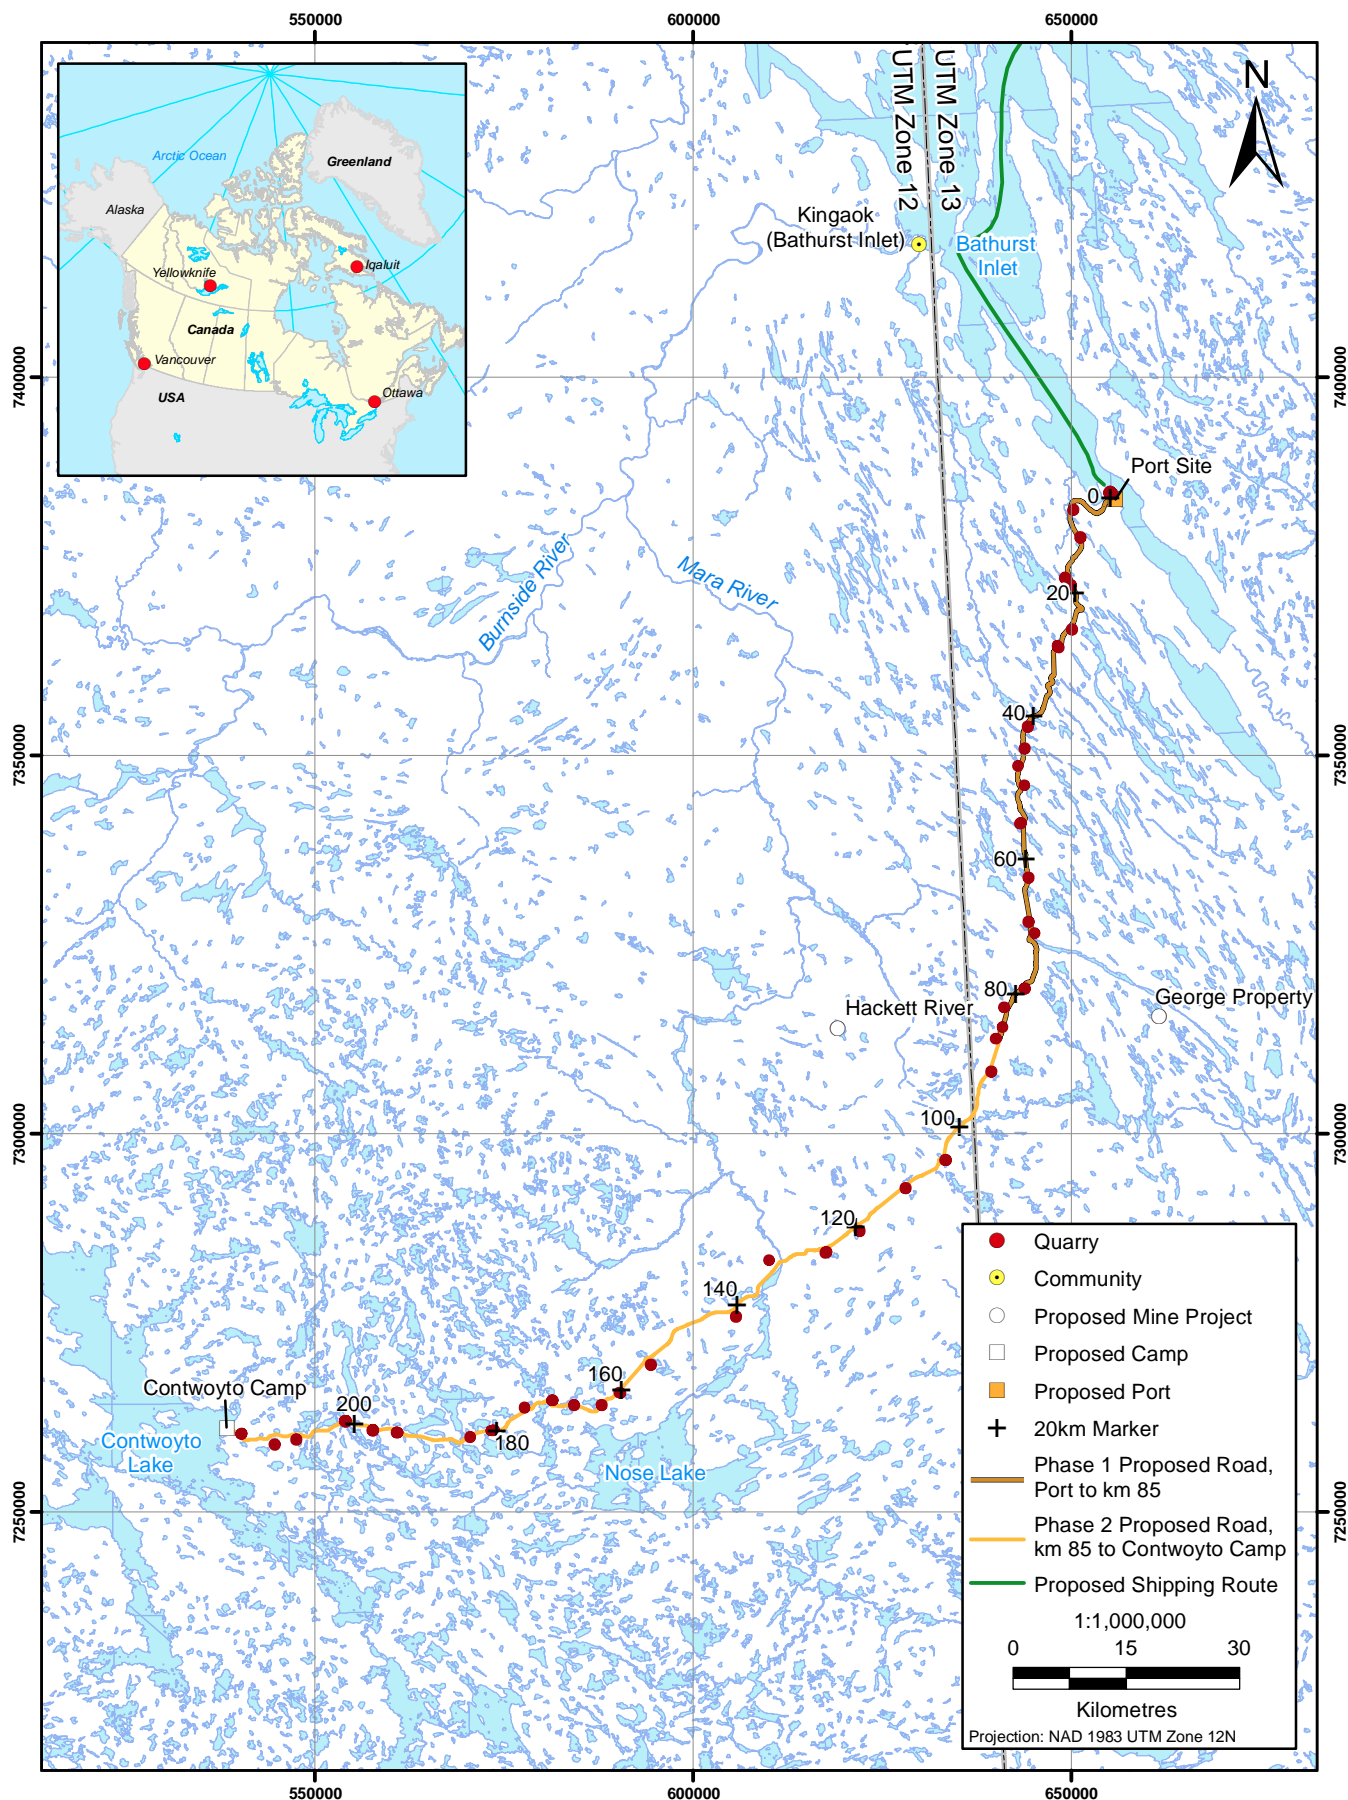 550000
600000
650000
Arctic Ocean
Greenland
Alaska
Yellowknife
Iqaluit
Canada
Vancouver
Ottawa
USA
UTM Zone 12
UTM Zone 13
N
Kingaok
(Bathurst Inlet)
Bathurst
Inlet
7400000
7400000
Port Site
0
Burnside River
Mara River
20
40
7350000
7350000
60
80
Hackett River
George Property
100
7300000
7300000
120
140
160
Contwoyto Camp
200
180
Contwoyto
Lake
Nose Lake
7250000
7250000
Quarry
Community
Proposed Mine Project
Proposed Camp
Proposed Port
20km Marker
Phase 1 Proposed Road,
Port to km 85
Phase 2 Proposed Road,
km 85 to Contwoyto Camp
Proposed Shipping Route
1:1,000,000
0 15 30
Kilometres
Projection: NAD 1983 UTM Zone 12N
550000
600000
650000